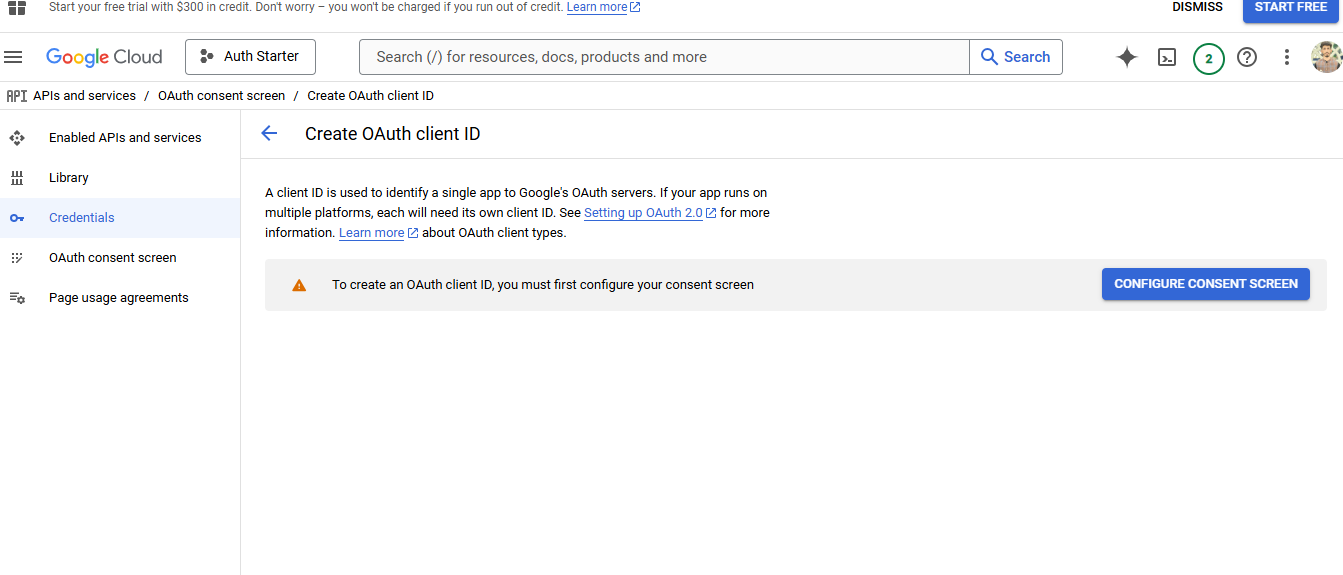 Start your free trial with $300 in credit. Don't worry – you won't be charged if you run out of credit. Learn more
DISMISS
START FREE
Google Cloud
Auth Starter
Search (/) for resources, docs, products and more
Search
2
API APIs and services / OAuth consent screen / Create OAuth client ID
Enabled APIs and services
Library
Credentials
OAuth consent screen
Page usage agreements
Create OAuth client ID
A client ID is used to identify a single app to Google's OAuth servers. If your app runs on
multiple platforms, each will need its own client ID. See Setting up OAuth 2.0 for more
information. Learn more about OAuth client types.
To create an OAuth client ID, you must first configure your consent screen
CONFIGURE CONSENT SCREEN